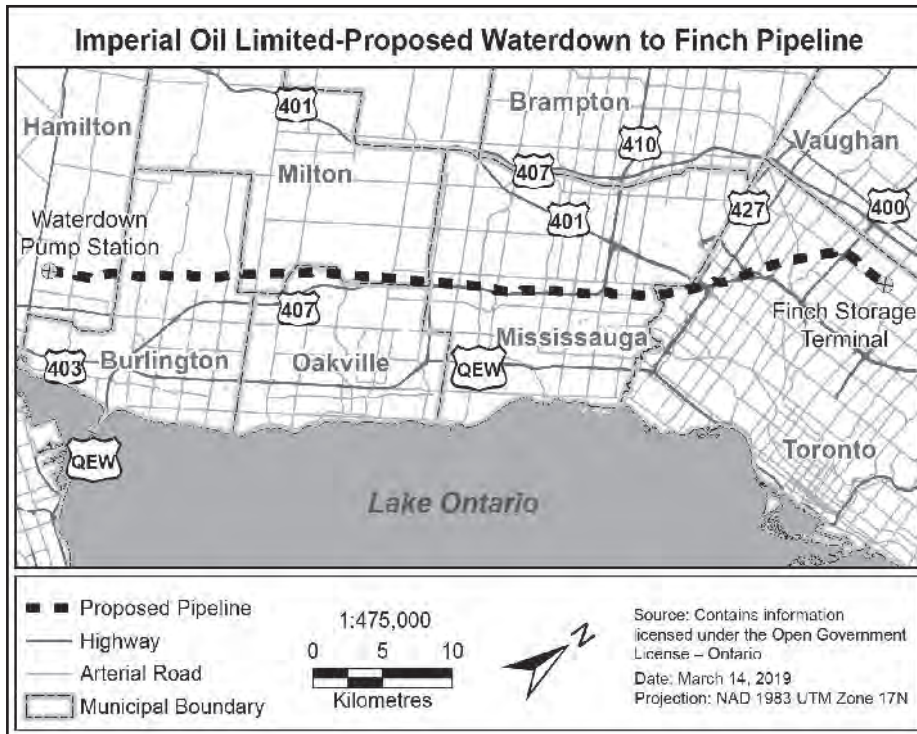 Imperial Oil Limited-Proposed Waterdown to Finch Pipeline
401
Brampton
Hamilton
410
Vaughan
Milton
407
401
427
400
Waterdown
Pump Station
407
Finch Storage
Terminal
Mississauga
403
Burlington
Oakville
QEW
QEW
Toronto
Lake Ontario
Proposed Pipeline
Highway
Arterial Road
Municipal Boundary
1:475,000
0 5 10
Kilometres
N
Source: Contains information
licensed under the Open Government
License – Ontario
Date: March 14, 2019
Projection: NAD 1983 UTM Zone 17N